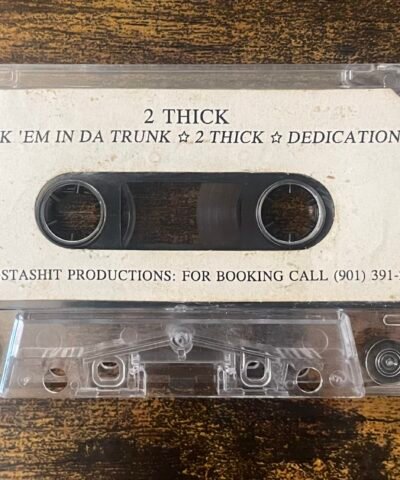 2 THICK
K 'EM IN DA TRUNK ☆ 2 THICK ☆ DEDICATION
STASHIT PRODUCTIONS: FOR BOOKING CALL (901) 391-